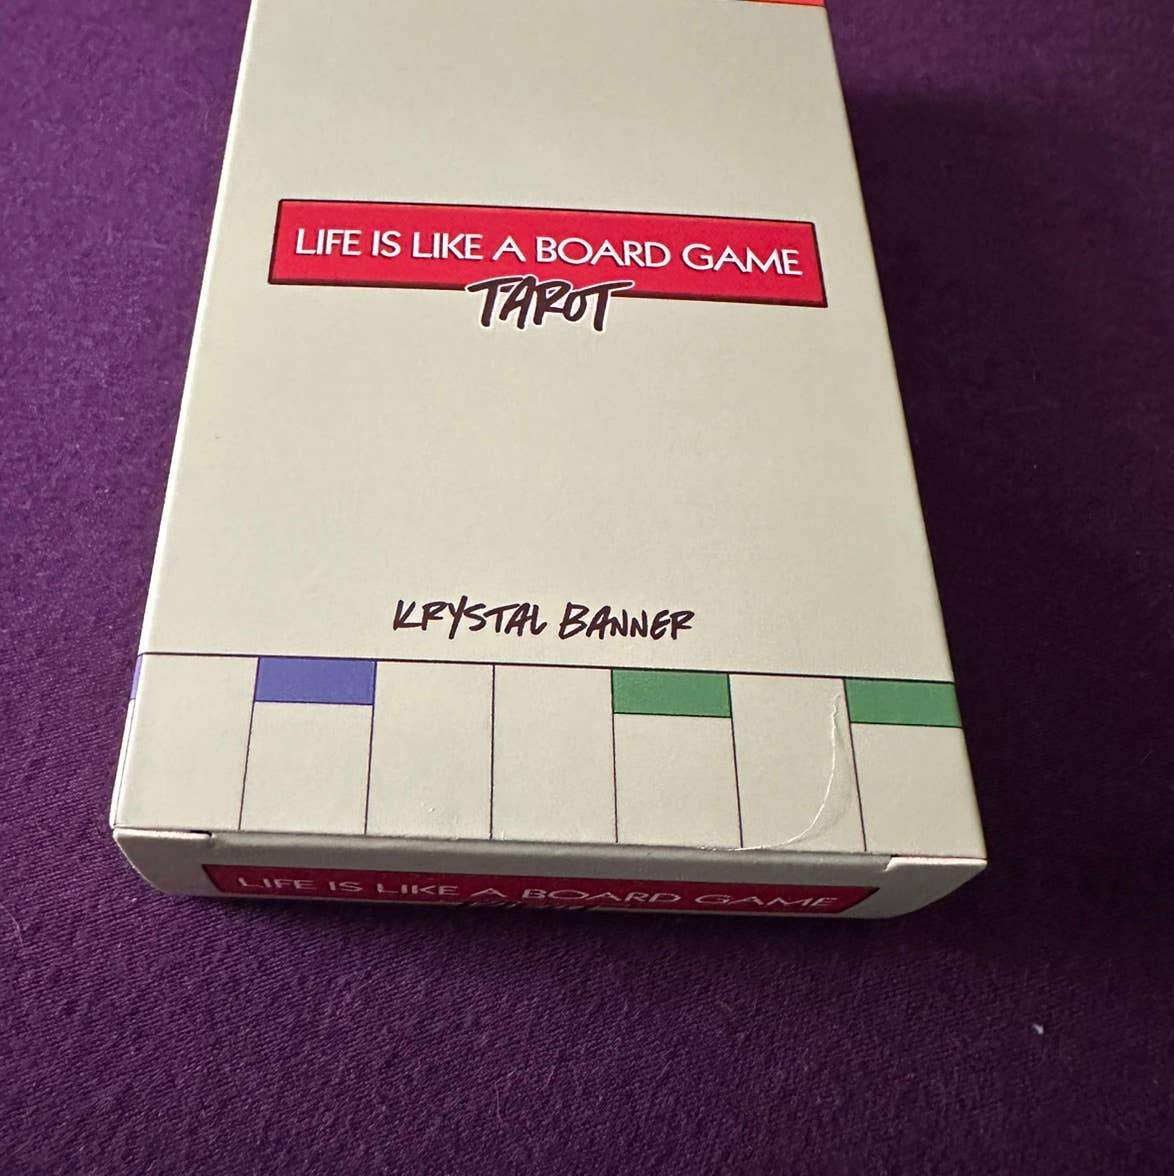 LIFE IS LIKE A BOARD GAME
TAROT
KRYSTAL BANNER
LIFE IS LIKE A BOARD GAME